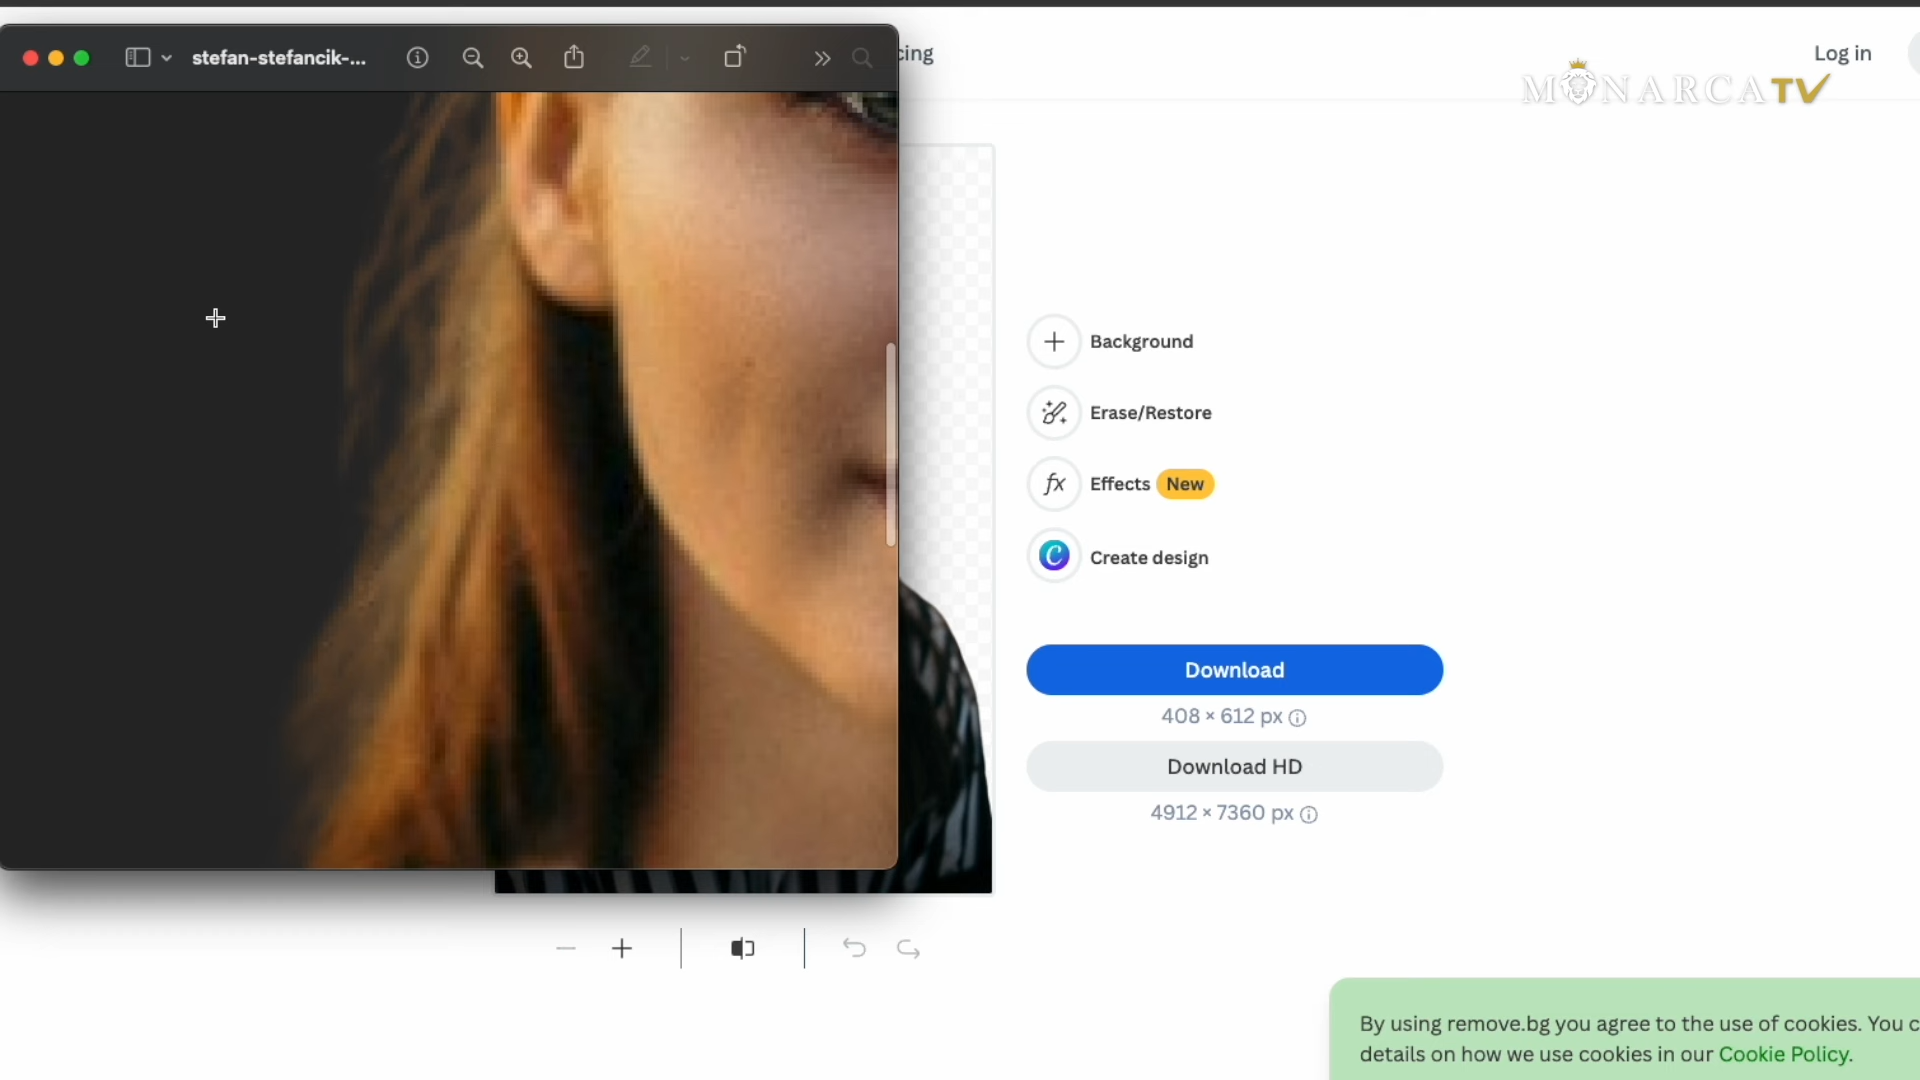 stefan-stefancik-...
cing
Log in
MONARCATV
Background
Erase/Restore
fx
Effects New
C
Create design
Download
408 × 612 px
Download HD
4912 × 7360 px
By using remove.bg you agree to the use of cookies. You c
details on how we use cookies in our Cookie Policy.